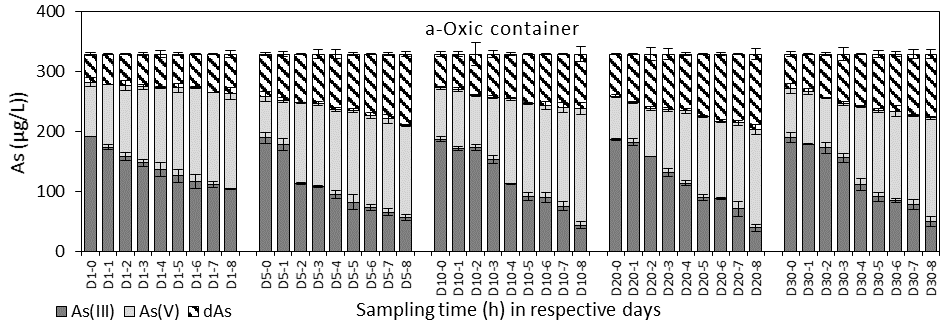 a-Oxic container
As (µg/L))
400
300
200
100
0
D1-0 D1-1 D1-2 D1-3 D1-4 D1-5 D1-6 D1-7 D1-8 D5-0 D5-1 D5-2 D5-3 D5-4 D5-5 D5-6 D5-7 D5-8 D10-0 D10-1 D10-2 D10-3 D10-4 D10-5 D10-6 D10-7 D10-8 D20-0 D20-1 D20-2 D20-3 D20-4 D20-5 D20-6 D20-7 D20-8 D30-0 D30-1 D30-2 D30-3 D30-4 D30-5 D30-6 D30-7 D30-8
As(III) As(V) dAs
Sampling time (h) in respective days